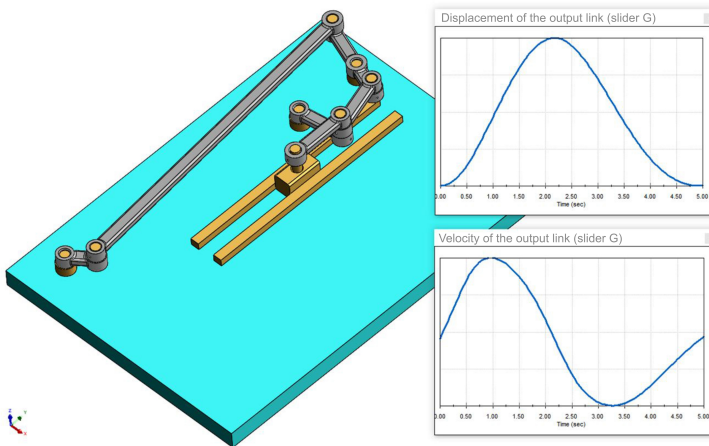 Displacement of the output link (slider G)
0.00 0.50 1.00 1.50 2.00 2.50 3.00 3.50 4.00 4.50 5.00
Time (sec)
Velocity of the output link (slider G)
0.00 0.50 1.00 1.50 2.00 2.50 3.00 3.50 4.00 4.50 5.00
Time (sec)